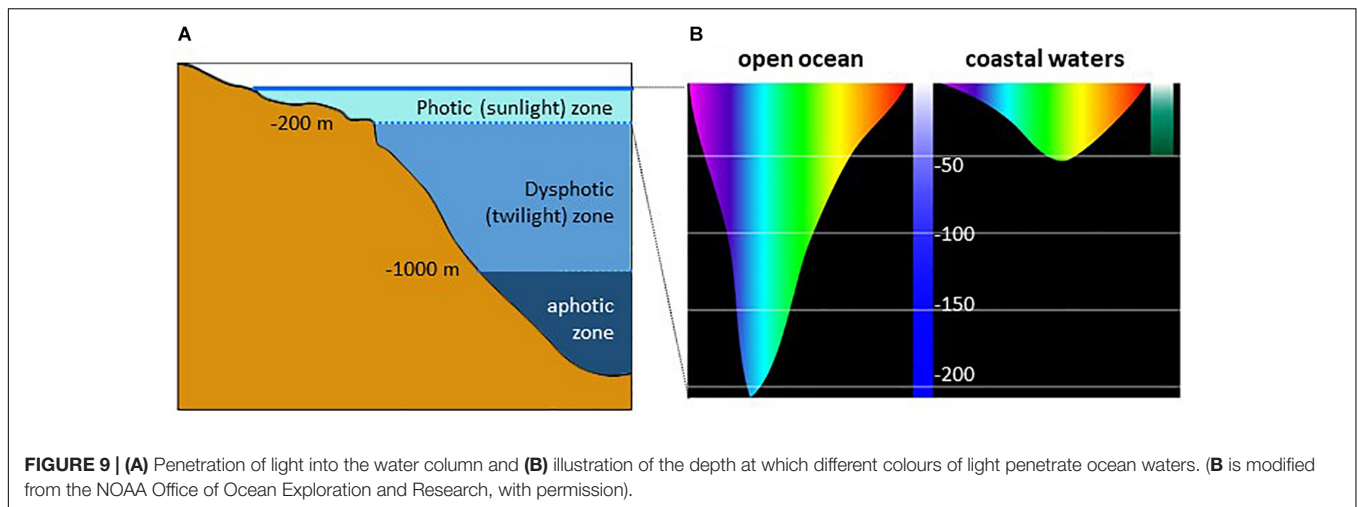 A
Photic (sunlight) zone
-200 m
Dysphotic
(twilight) zone
-1000 m
aphotic
zone
B
open ocean
coastal waters
-50
-100
-150
-200
FIGURE 9 | (A) Penetration of light into the water column and (B) illustration of the depth at which different colours of light penetrate ocean waters. (B is modified
from the NOAA Office of Ocean Exploration and Research, with permission).